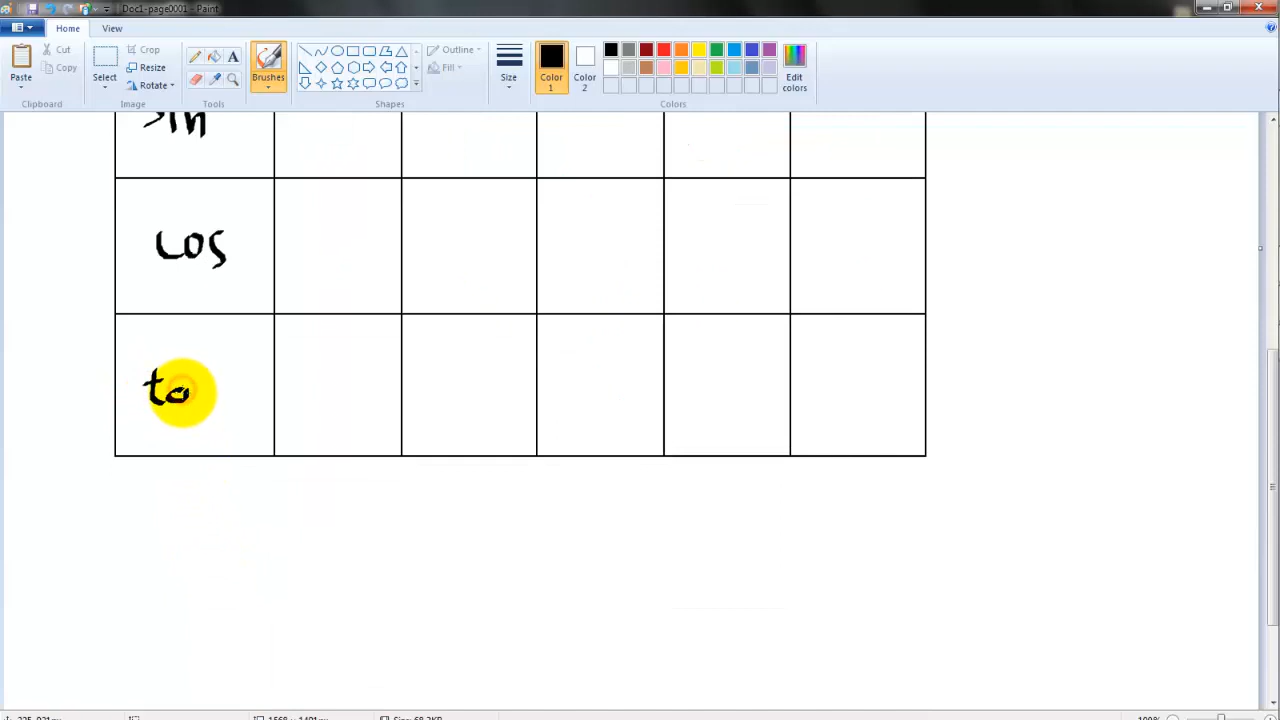 Doc1-page0001 - Paint
Home View
Paste
Cut
Copy
Clipboard
Select
Crop
Resize
Rotate
Image
A
Tools
Brushes
Outline
Fill
Shapes
Size
Color 1
Color 2
Edit colors
Colors
sin
cos
ta
100%